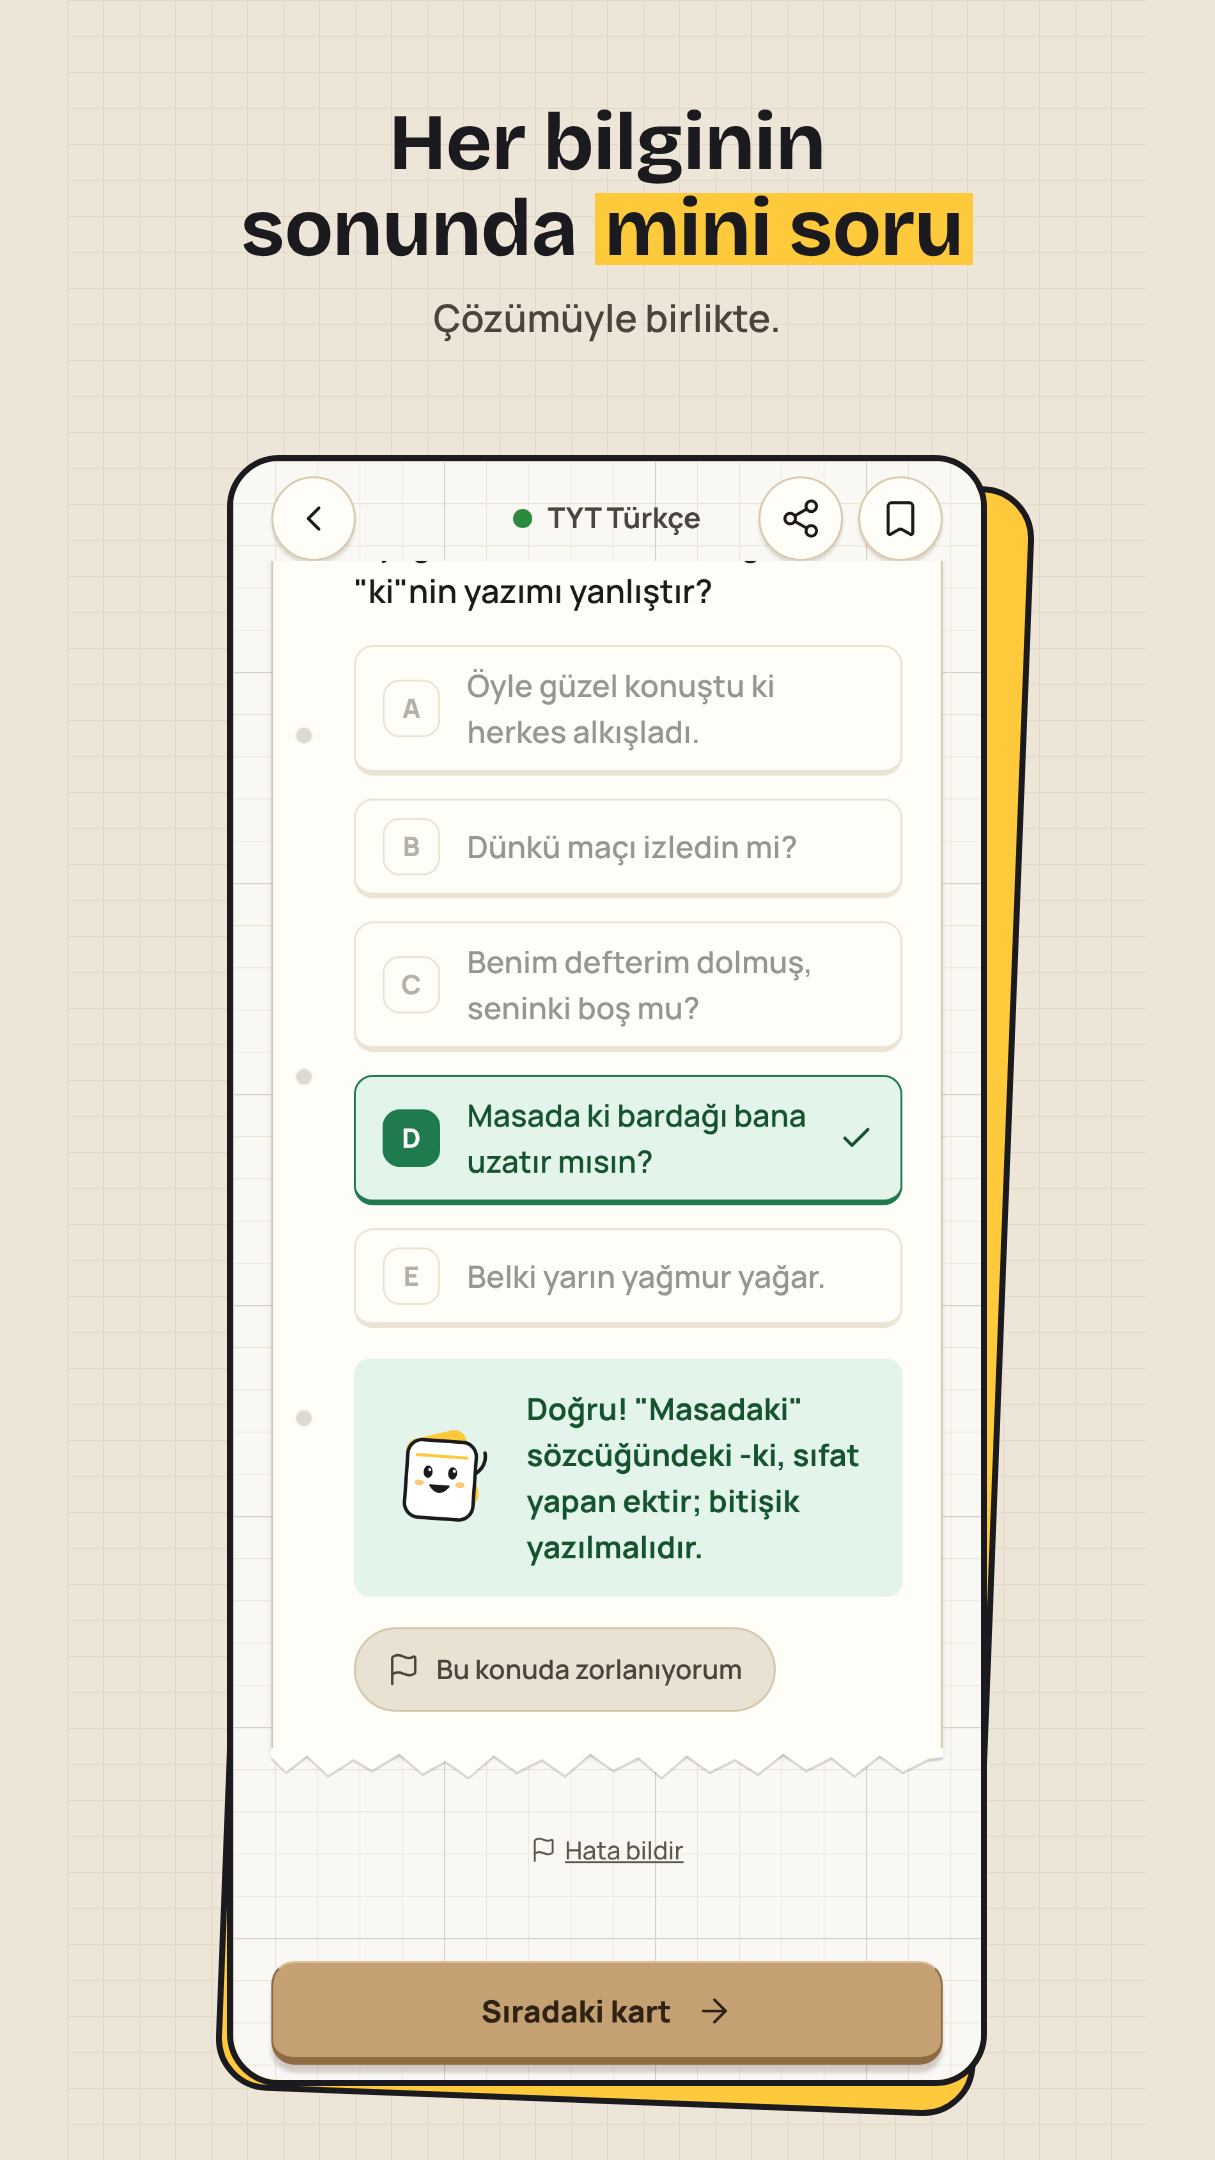 Her bilginin
sonunda mini soru
Çözümüyle birlikte.
TYT Türkçe
"ki"nin yazımı yanlıştır?
A
Öyle güzel konuştu ki
herkes alkışladı.
B
Dünkü maçı izledin mi?
C
Benim defterim dolmuş,
seninki boş mu?
D
Masada ki bardağı bana
uzatır mısın?
E
Belki yarın yağmur yağar.
Doğru! "Masadaki"
sözcüğündeki -ki, sıfat
yapan ektir; bitişik
yazılmalıdır.
Bu konuda zorlanıyorum
Hata bildir
Sıradaki kart